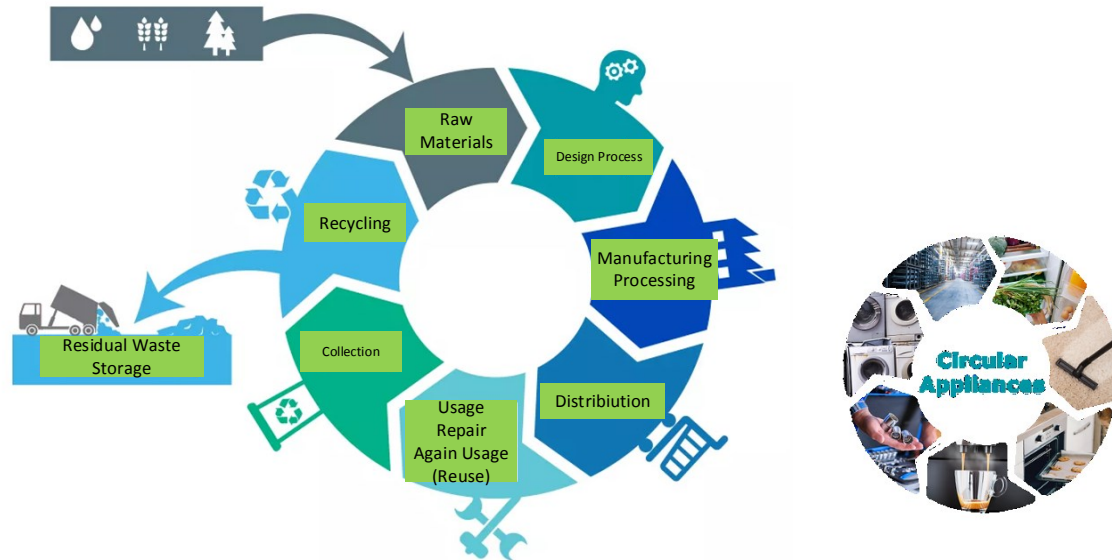 Raw
Materials
Design Process
Manufacturing
Processing
Distribiution
Usage
Repair
Again Usage
(Reuse)
Collection
Recycling
Residual Waste
Storage
Circular
Appliances